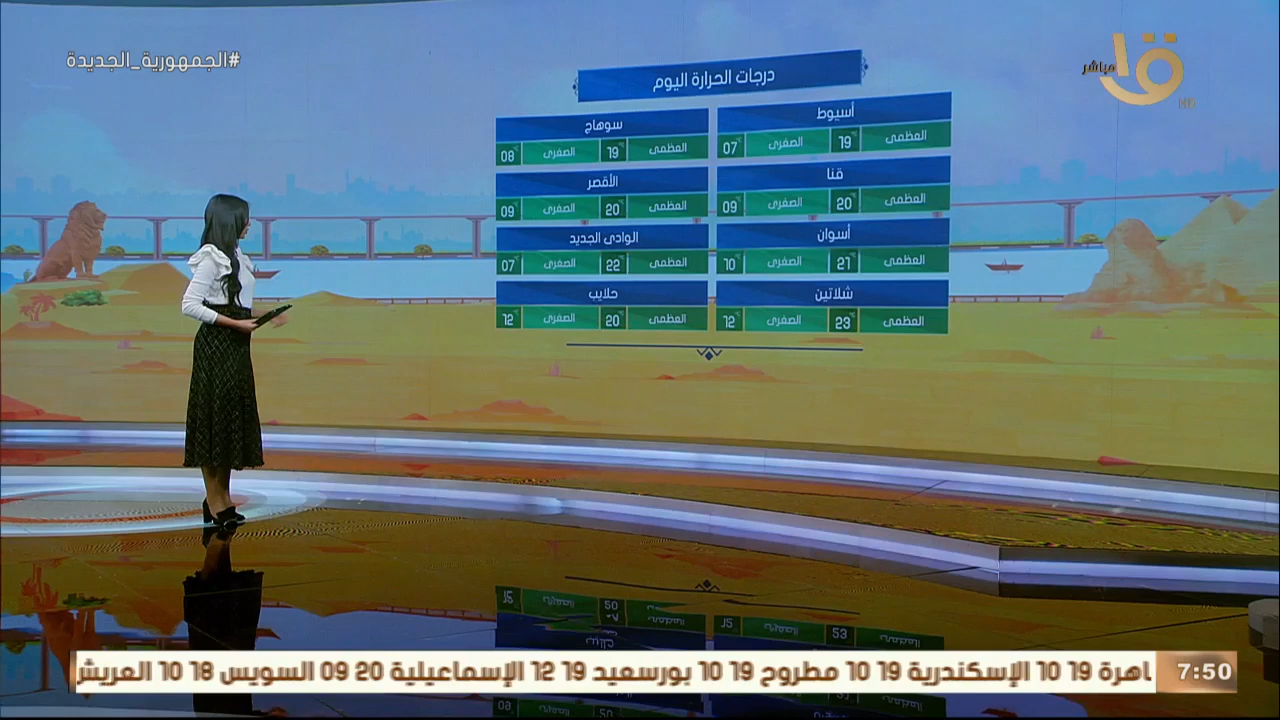 #الجمهورية_الجديدة
مباشر
HD
درجات الحرارة اليوم
أسيوط
العظمى 19° الصغرى 07°
سوهاج
العظمى 19° الصغرى 08°
قنا
العظمى 20° الصغرى 09°
الأقصر
العظمى 20° الصغرى 09°
أسوان
العظمى 21° الصغرى 10°
الوادى الجديد
العظمى 22° الصغرى 07°
شلاتين
العظمى 23° الصغرى 12°
حلايب
العظمى 20° الصغرى 12°
7:50
اهرة 19 10 الإسكندرية 19 10 مطروح 19 10 بورسعيد 19 12 الإسماعيلية 20 09 السويس 18 10 العريش